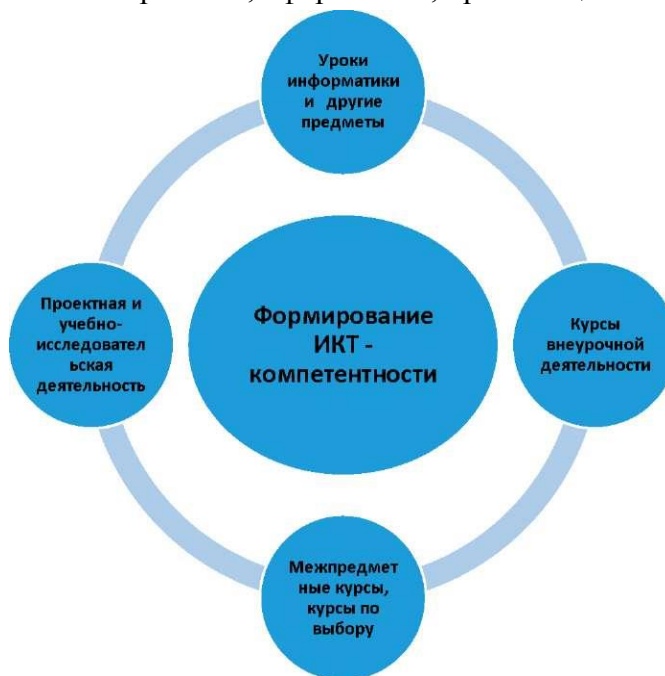 Уроки
информатики
и другие
предметы
Проектная и
учебно-
исследовател
ьская
деятельность
Формирование
ИКТ -
компетентности
Курсы
внеурочной
деятельности
Межпредмет
ные курсы,
курсы по
выбору